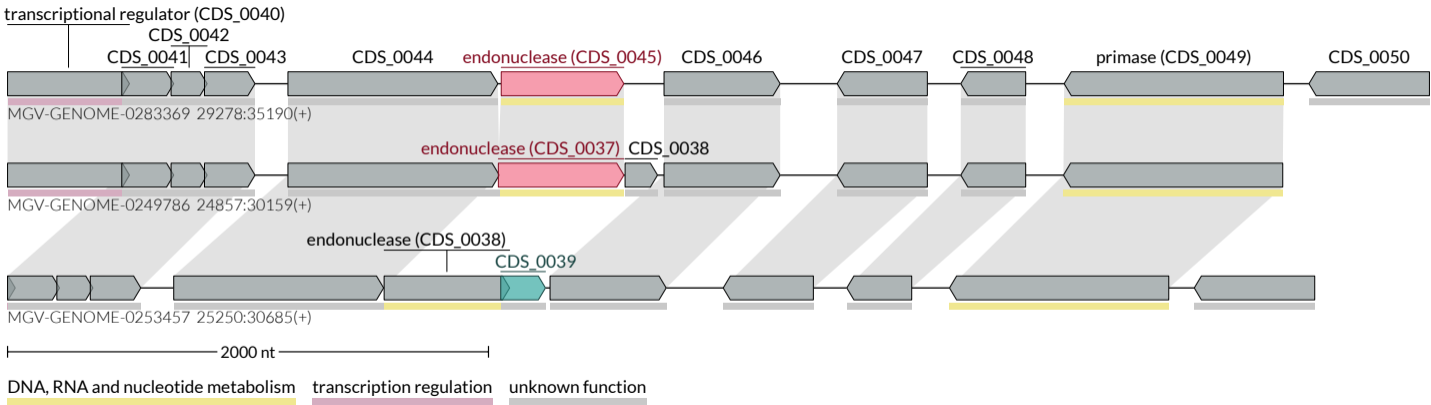 transcriptional regulator (CDS_0040)
CDS_0042
CDS_0041 CDS_0043 CDS_0044 endonuclease (CDS_0045) CDS_0046 CDS_0047 CDS_0048 primase (CDS_0049) CDS_0050
MGV-GENOME-0283369 29278:35190(+)
endonuclease (CDS_0037) CDS_0038
MGV-GENOME-0249786 24857:30159(+)
endonuclease (CDS_0038)
CDS_0039
MGV-GENOME-0253457 25250:30685(+)
2000 nt
DNA, RNA and nucleotide metabolism transcription regulation unknown function